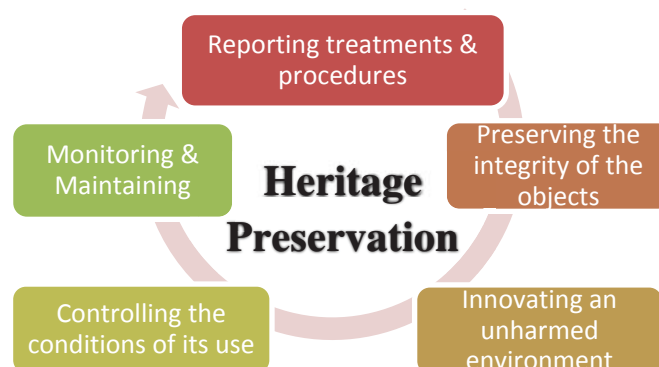 Reporting treatments &
procedures
Preserving the
integrity of the
objects
Innovating an
unharmed
environment
Controlling the
conditions of its use
Monitoring &
Maintaining
Heritage
Preservation